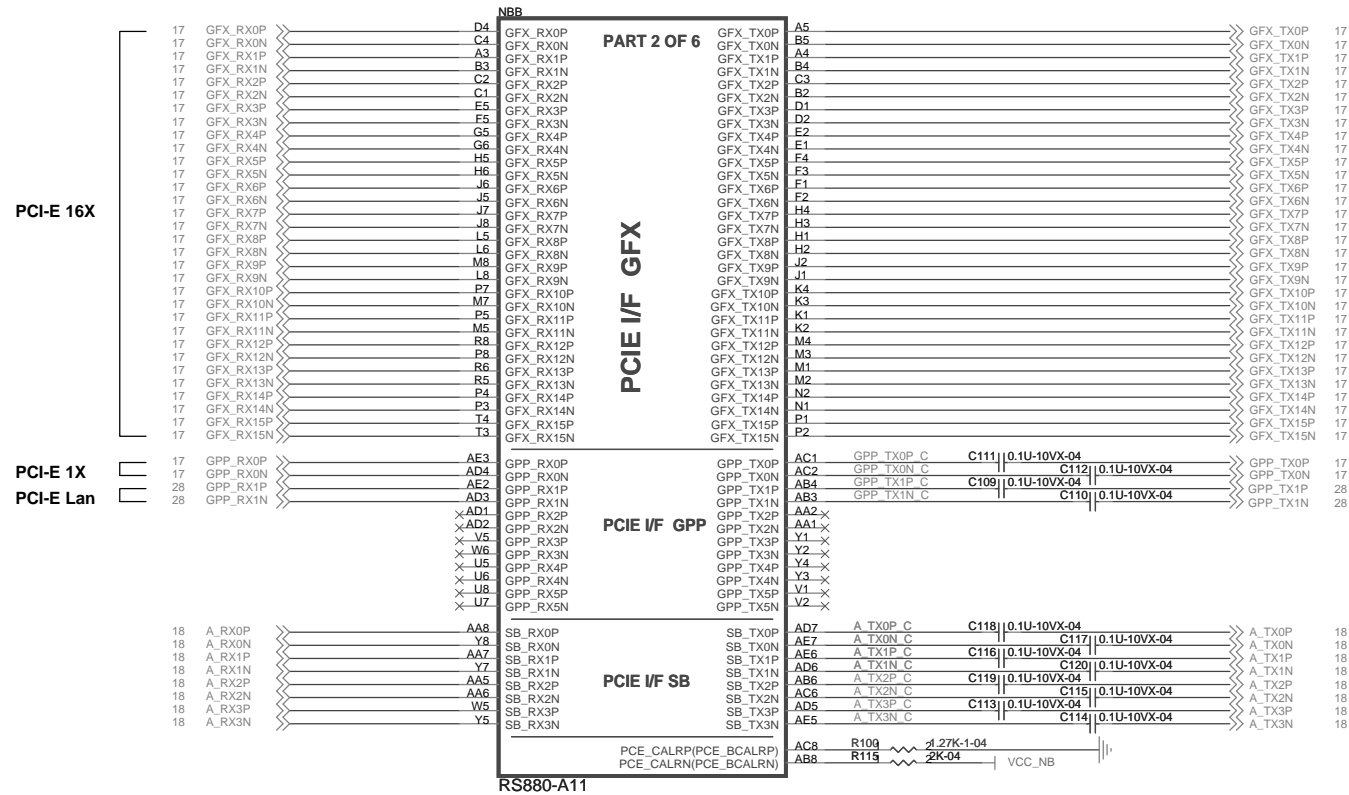 NBB
17 GFX_RX0P D4 GFX_RX0P PART 2 OF 6 GFX_TX0P A5 GFX_TX0P 17
17 GFX_RX0N C4 GFX_RX0N GFX_TX0N B5 GFX_TX0N 17
17 GFX_RX1P A3 GFX_RX1P GFX_TX1P A4 GFX_TX1P 17
17 GFX_RX1N B3 GFX_RX1N GFX_TX1N B4 GFX_TX1N 17
17 GFX_RX2P C2 GFX_RX2P GFX_TX2P C3 GFX_TX2P 17
17 GFX_RX2N C1 GFX_RX2N GFX_TX2N B2 GFX_TX2N 17
17 GFX_RX3P E5 GFX_RX3P GFX_TX3P D1 GFX_TX3P 17
17 GFX_RX3N F5 GFX_RX3N GFX_TX3N D2 GFX_TX3N 17
17 GFX_RX4P G5 GFX_RX4P GFX_TX4P E2 GFX_TX4P 17
17 GFX_RX4N G6 GFX_RX4N GFX_TX4N E1 GFX_TX4N 17
17 GFX_RX5P H5 GFX_RX5P GFX_TX5P F4 GFX_TX5P 17
17 GFX_RX5N H6 GFX_RX5N GFX_TX5N F3 GFX_TX5N 17
17 GFX_RX6P J6 GFX_RX6P GFX_TX6P F1 GFX_TX6P 17
17 GFX_RX6N J5 GFX_RX6N GFX_TX6N F2 GFX_TX6N 17
PCI-E 16X
17 GFX_RX7P J7 GFX_RX7P GFX_TX7P H4 GFX_TX7P 17
17 GFX_RX7N J8 GFX_RX7N GFX_TX7N H3 GFX_TX7N 17
17 GFX_RX8P L5 GFX_RX8P GFX_TX8P H1 GFX_TX8P 17
17 GFX_RX8N L6 GFX_RX8N GFX_TX8N H2 GFX_TX8N 17
17 GFX_RX9P M8 GFX_RX9P GFX_TX9P J2 GFX_TX9P 17
17 GFX_RX9N L8 GFX_RX9N GFX_TX9N J1 GFX_TX9N 17
17 GFX_RX10P P7 GFX_RX10P GFX_TX10P K4 GFX_TX10P 17
17 GFX_RX10N M7 GFX_RX10N GFX_TX10N K3 GFX_TX10N 17
17 GFX_RX11P P5 GFX_RX11P GFX_TX11P K1 GFX_TX11P 17
17 GFX_RX11N M5 GFX_RX11N GFX_TX11N K2 GFX_TX11N 17
17 GFX_RX12P R8 GFX_RX12P GFX_TX12P M4 GFX_TX12P 17
17 GFX_RX12N P8 GFX_RX12N GFX_TX12N M3 GFX_TX12N 17
17 GFX_RX13P R6 GFX_RX13P GFX_TX13P M1 GFX_TX13P 17
17 GFX_RX13N R5 GFX_RX13N GFX_TX13N M2 GFX_TX13N 17
17 GFX_RX14P P4 GFX_RX14P GFX_TX14P N2 GFX_TX14P 17
17 GFX_RX14N P3 GFX_RX14N GFX_TX14N N1 GFX_TX14N 17
17 GFX_RX15P T4 GFX_RX15P GFX_TX15P P1 GFX_TX15P 17
17 GFX_RX15N T3 GFX_RX15N GFX_TX15N P2 GFX_TX15N 17
PCIE I/F GFX
PCI-E 1X
17 GPP_RX0P AE3 GPP_RX0P GPP_TX0P AC1 GPP_TX0P_C C111 0.1U-10VX-04 GPP_TX0P 17
17 GPP_RX0N AD4 GPP_RX0N GPP_TX0N AC2 GPP_TX0N_C C112 0.1U-10VX-04 GPP_TX0N 17
PCI-E Lan
28 GPP_RX1P AE2 GPP_RX1P GPP_TX1P AB4 GPP_TX1P_C C109 0.1U-10VX-04 GPP_TX1P 28
28 GPP_RX1N AD3 GPP_RX1N GPP_TX1N AB3 GPP_TX1N_C C110 0.1U-10VX-04 GPP_TX1N 28
AD1 GPP_RX2P GPP_TX2P AA2
AD2 GPP_RX2N PCIE I/F GPP GPP_TX2N AA1
V5 GPP_RX3P GPP_TX3P Y1
W6 GPP_RX3N GPP_TX3N Y2
U5 GPP_RX4P GPP_TX4P Y4
U6 GPP_RX4N GPP_TX4N Y3
U8 GPP_RX5P GPP_TX5P V1
U7 GPP_RX5N GPP_TX5N V2
18 A_RX0P AA8 SB_RX0P SB_TX0P AD7 A_TX0P_C C118 0.1U-10VX-04 A_TX0P 18
18 A_RX0N Y8 SB_RX0N SB_TX0N AE7 A_TX0N_C C117 0.1U-10VX-04 A_TX0N 18
18 A_RX1P AA7 SB_RX1P SB_TX1P AE6 A_TX1P_C C116 0.1U-10VX-04 A_TX1P 18
18 A_RX1N Y7 SB_RX1N SB_TX1N AD6 A_TX1N_C C120 0.1U-10VX-04 A_TX1N 18
18 A_RX2P AA5 SB_RX2P PCIE I/F SB SB_TX2P AB6 A_TX2P_C C119 0.1U-10VX-04 A_TX2P 18
18 A_RX2N AA6 SB_RX2N SB_TX2N AC6 A_TX2N_C C115 0.1U-10VX-04 A_TX2N 18
18 A_RX3P W5 SB_RX3P SB_TX3P AD5 A_TX3P_C C113 0.1U-10VX-04 A_TX3P 18
18 A_RX3N Y5 SB_RX3N SB_TX3N AE5 A_TX3N_C C114 0.1U-10VX-04 A_TX3N 18
PCE_CALRP(PCE_BCALRP) AC8 R100 1 2 1.27K-1-04
PCE_CALRN(PCE_BCALRN) AB8 R115 1 2 2K-04 VCC_NB
RS880-A11